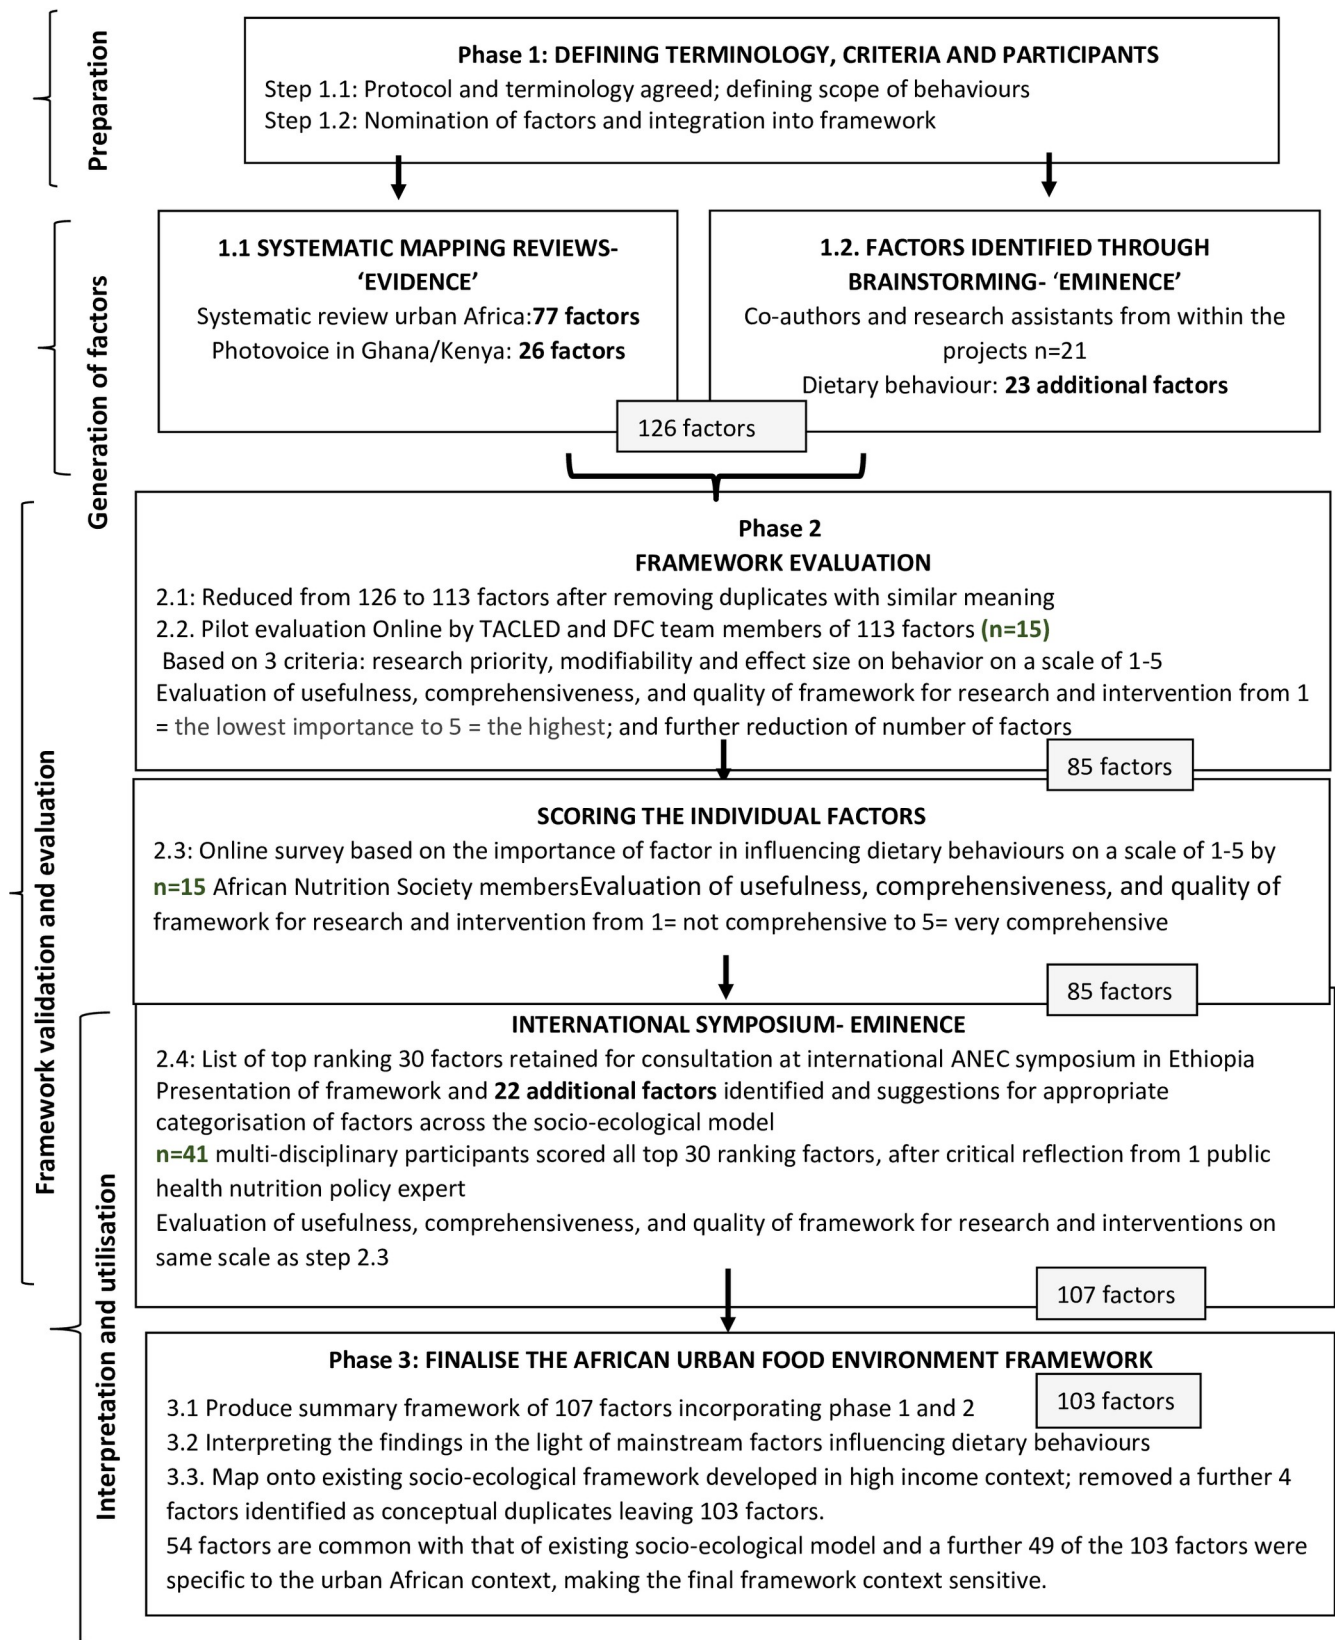 Preparation
Phase 1: DEFINING TERMINOLOGY, CRITERIA AND PARTICIPANTS
Step 1.1: Protocol and terminology agreed; defining scope of behaviours
Step 1.2: Nomination of factors and integration into framework
Generation of factors
1.1 SYSTEMATIC MAPPING REVIEWS-
‘EVIDENCE’
Systematic review urban Africa:77 factors
Photovoice in Ghana/Kenya: 26 factors
1.2. FACTORS IDENTIFIED THROUGH
BRAINSTORMING- ‘EMINENCE’
Co-authors and research assistants from within the
projects n=21
Dietary behaviour: 23 additional factors
126 factors
Framework validation and evaluation
Phase 2
FRAMEWORK EVALUATION
2.1: Reduced from 126 to 113 factors after removing duplicates with similar meaning
2.2. Pilot evaluation Online by TACLED and DFC team members of 113 factors (n=15)
Based on 3 criteria: research priority, modifiability and effect size on behavior on a scale of 1-5
Evaluation of usefulness, comprehensiveness, and quality of framework for research and intervention from 1
= the lowest importance to 5 = the highest; and further reduction of number of factors
85 factors
SCORING THE INDIVIDUAL FACTORS
2.3: Online survey based on the importance of factor in influencing dietary behaviours on a scale of 1-5 by
n=15 African Nutrition Society membersEvaluation of usefulness, comprehensiveness, and quality of
framework for research and intervention from 1= not comprehensive to 5= very comprehensive
85 factors
Interpretation and utilisation
INTERNATIONAL SYMPOSIUM- EMINENCE
2.4: List of top ranking 30 factors retained for consultation at international ANEC symposium in Ethiopia
Presentation of framework and 22 additional factors identified and suggestions for appropriate
categorisation of factors across the socio-ecological model
n=41 multi-disciplinary participants scored all top 30 ranking factors, after critical reflection from 1 public
health nutrition policy expert
Evaluation of usefulness, comprehensiveness, and quality of framework for research and interventions on
same scale as step 2.3
107 factors
Phase 3: FINALISE THE AFRICAN URBAN FOOD ENVIRONMENT FRAMEWORK
103 factors
3.1 Produce summary framework of 107 factors incorporating phase 1 and 2
3.2 Interpreting the findings in the light of mainstream factors influencing dietary behaviours
3.3. Map onto existing socio-ecological framework developed in high income context; removed a further 4
factors identified as conceptual duplicates leaving 103 factors.
54 factors are common with that of existing socio-ecological model and a further 49 of the 103 factors were
specific to the urban African context, making the final framework context sensitive.